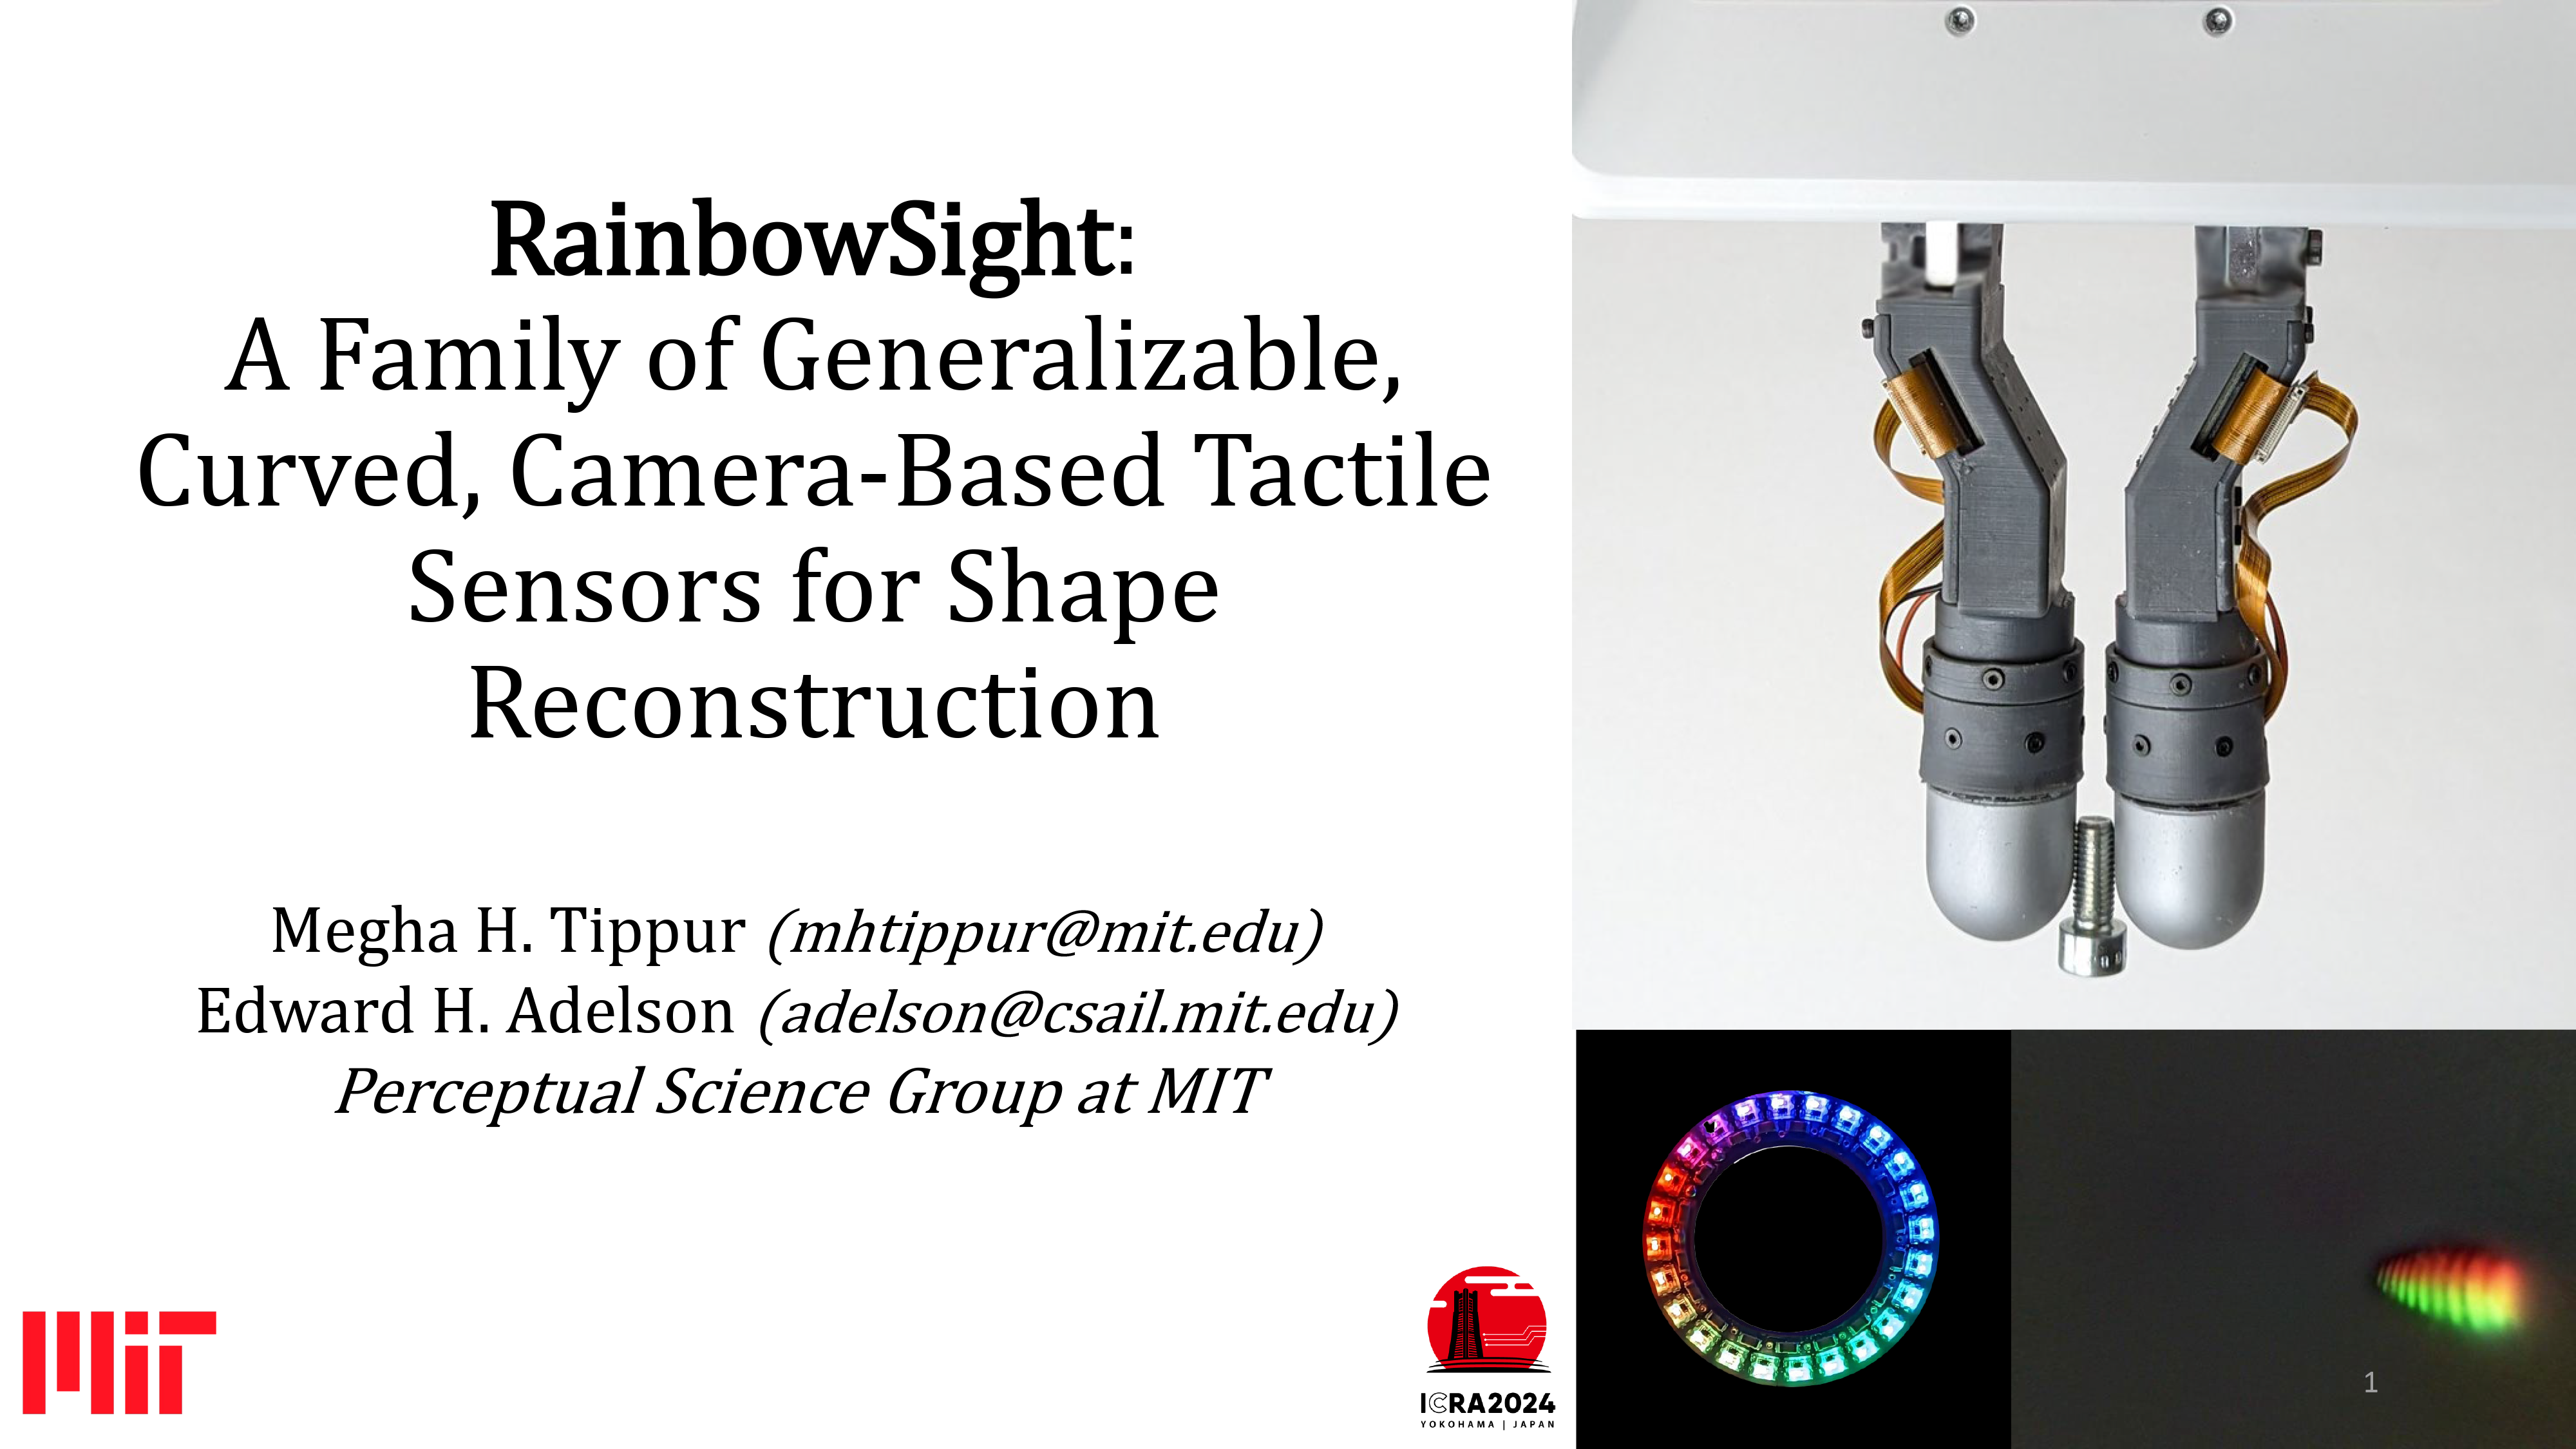 RainbowSight:
A Family of Generalizable,
Curved, Camera-Based Tactile
Sensors for Shape
Reconstruction
Megha H. Tippur (mhtippur@mit.edu)
Edward H. Adelson (adelson@csail.mit.edu)
Perceptual Science Group at MIT
MIT
ICRA2024
YOKOHAMA | JAPAN
1